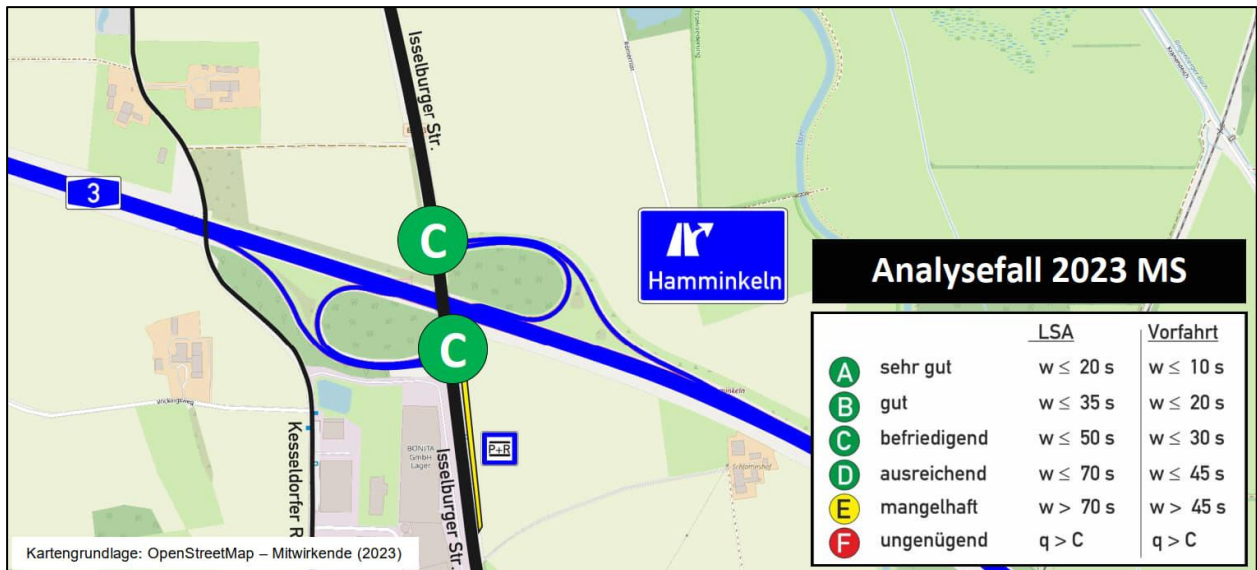 Isselburger Str.
3
C
C
Hamminkeln
Analysefall 2023 MS
LSA
Vorfahrt
A sehr gut w ≤ 20 s w ≤ 10 s
B gut w ≤ 35 s w ≤ 20 s
C befriedigend w ≤ 50 s w ≤ 30 s
D ausreichend w ≤ 70 s w ≤ 45 s
E mangelhaft w > 70 s w > 45 s
F ungenügend q > C q > C
Kesseldorfer R
BONITA
GmbH
Lager
P+R
Isselburger Str.
Kartengrundlage: OpenStreetMap – Mitwirkende (2023)